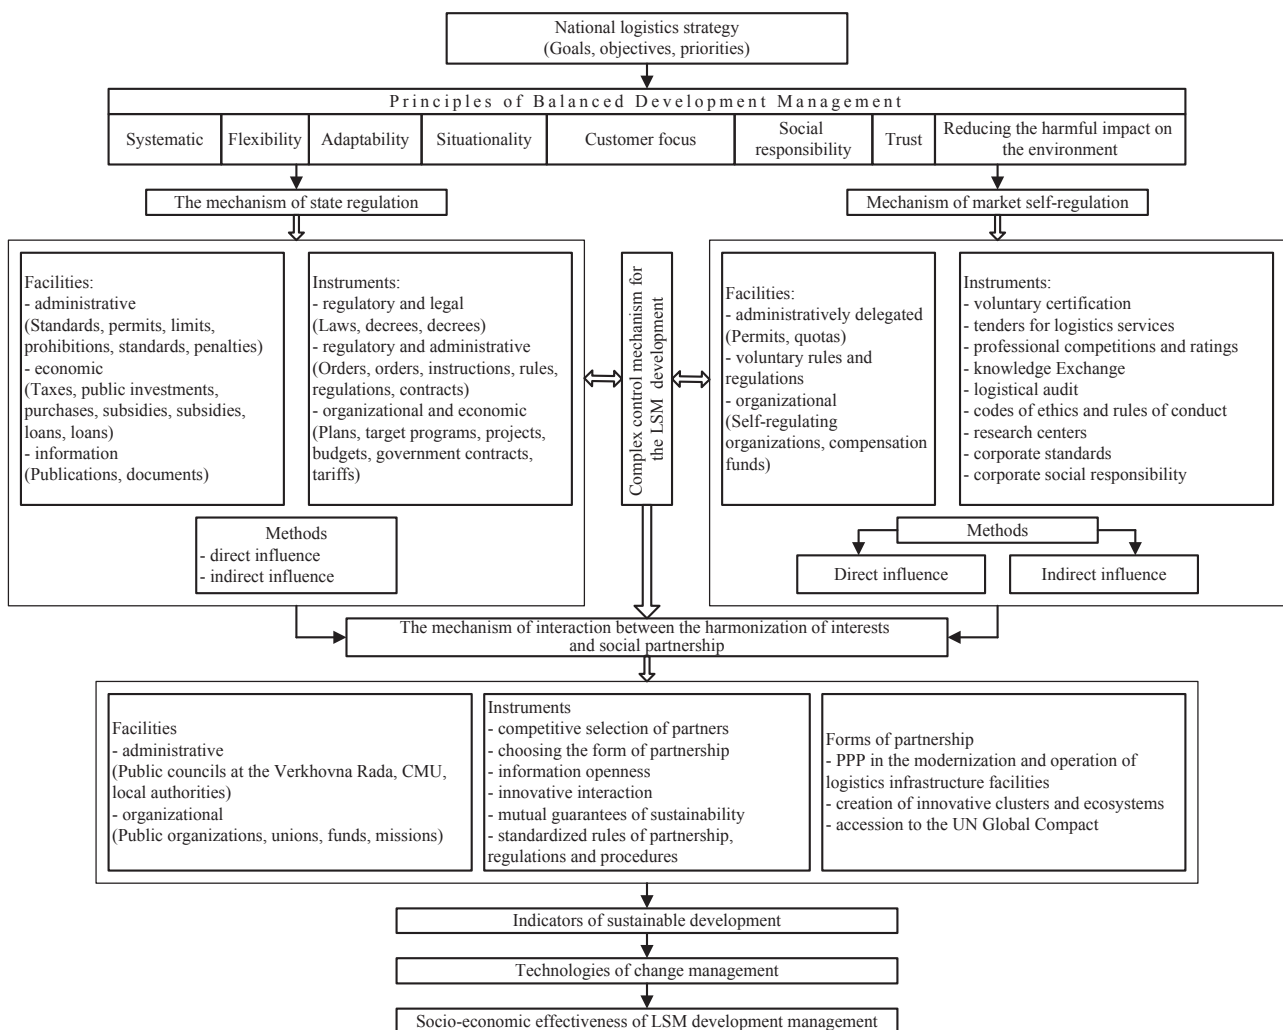 National logistics strategy
(Goals, objectives, priorities)
Principles of Balanced Development Management
Systematic
Flexibility
Adaptability
Situationality
Customer focus
Social
responsibility
Trust
Reducing the harmful impact on
the environment
The mechanism of state regulation
Mechanism of market self-regulation
Facilities:
- administrative
(Standards, permits, limits,
prohibitions, standards, penalties)
- economic
(Taxes, public investments,
purchases, subsidies, subsidies,
loans, loans)
- information
(Publications, documents)
Instruments:
- regulatory and legal
(Laws, decrees, decrees)
- regulatory and administrative
(Orders, orders, instructions, rules,
regulations, contracts)
- organizational and economic
(Plans, target programs, projects,
budgets, government contracts,
tariffs)
Methods
- direct influence
- indirect influence
Complex control mechanism for
the LSM development
Facilities:
- administratively delegated
(Permits, quotas)
- voluntary rules and
regulations
- organizational
(Self-regulating
organizations, compensation
funds)
Instruments:
- voluntary certification
- tenders for logistics services
- professional competitions and ratings
- knowledge Exchange
- logistical audit
- codes of ethics and rules of conduct
- research centers
- corporate standards
- corporate social responsibility
Methods
Direct influence
Indirect influence
The mechanism of interaction between the harmonization of interests
and social partnership
Facilities
- administrative
(Public councils at the Verkhovna Rada, CMU,
local authorities)
- organizational
(Public organizations, unions, funds, missions)
Instruments
- competitive selection of partners
- choosing the form of partnership
- information openness
- innovative interaction
- mutual guarantees of sustainability
- standardized rules of partnership,
regulations and procedures
Forms of partnership
- PPP in the modernization and operation of
logistics infrastructure facilities
- creation of innovative clusters and ecosystems
- accession to the UN Global Compact
Indicators of sustainable development
Technologies of change management
Socio-economic effectiveness of LSM development management